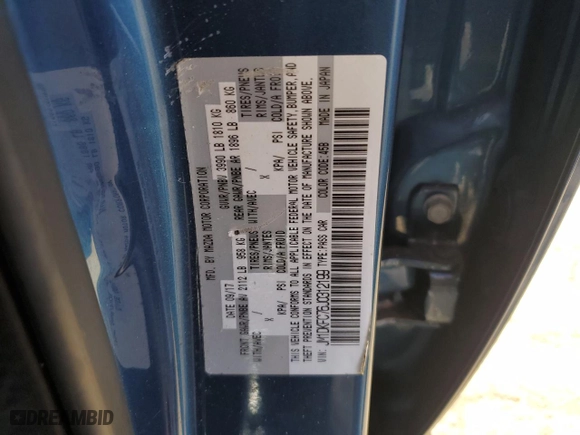 MFD. BY MAZDA MOTOR CORPORATION
DATE 09/17 GVWR/PNBV 3990 LB 1810 KG
FRONT GAWR/PNBE AV 2112 LB 958 KG REAR GAWR/PNBE AR 1896 LB 860 KG
WITH/AVEC TIRES/PNEUS WITH/AVEC TIRES/PNEUS
X RIMS/JANTES X RIMS/JANTES
KPA/ PSI COLD/A FROID KPA/ PSI COLD/A FROID
THIS VEHICLE CONFORMS TO ALL APPLICABLE FEDERAL MOTOR VEHICLE SAFETY, BUMPER, AND
THEFT PREVENTION STANDARDS IN EFFECT ON THE DATE OF MANUFACTURE SHOWN ABOVE.
VIN: JM1DKFC76J0312199 TYPE:PASS CAR COLOR CODE 45B MADE IN JAPAN
DREAMBID